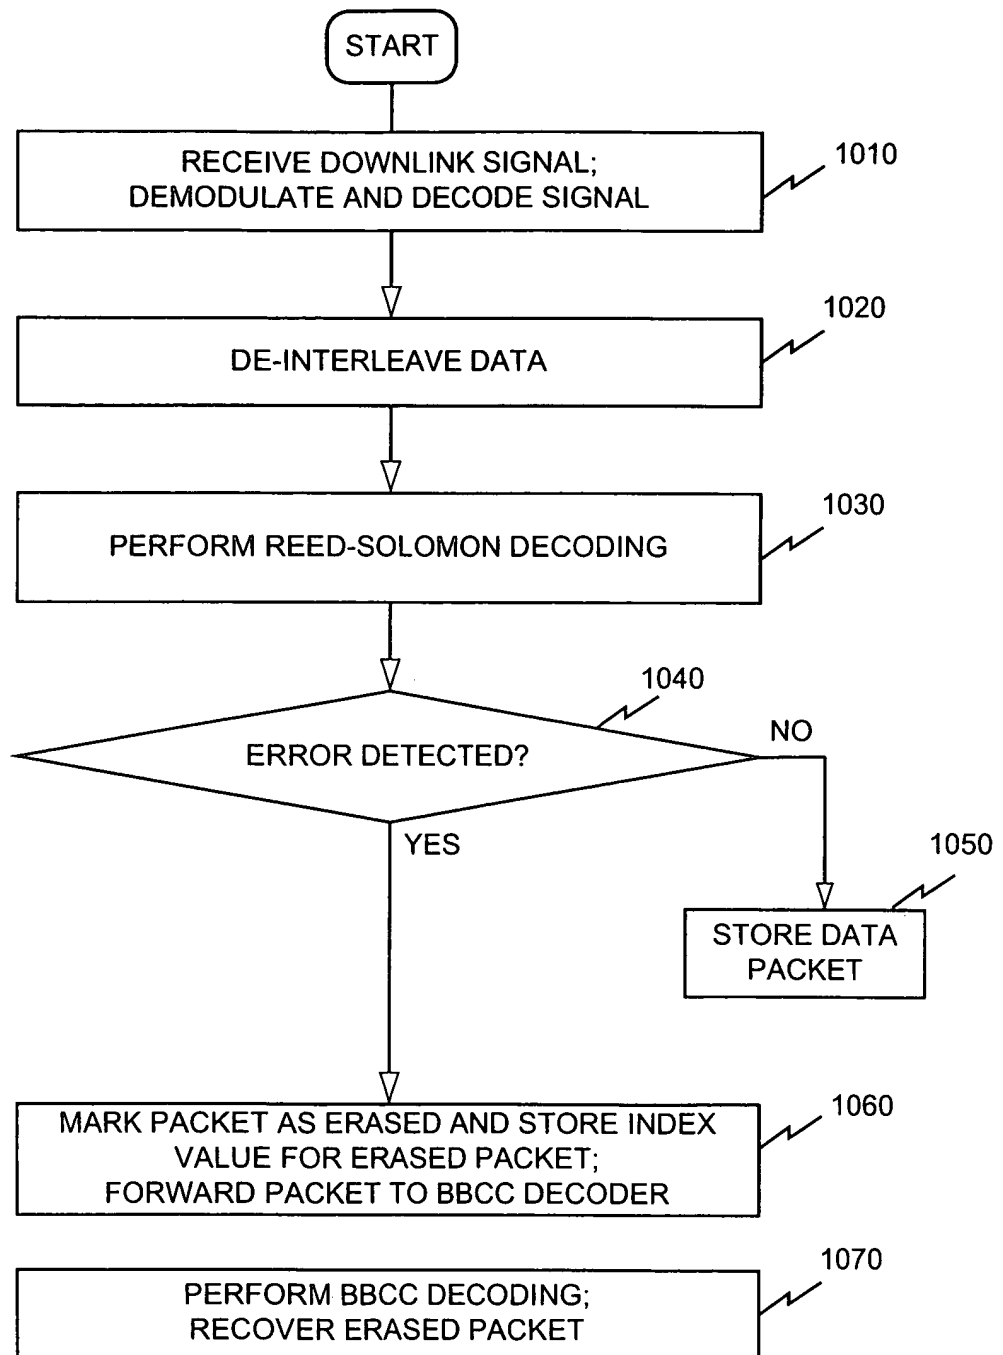 START
RECEIVE DOWNLINK SIGNAL;
DEMODULATE AND DECODE SIGNAL
1010
1020
DE-INTERLEAVE DATA
1030
PERFORM REED-SOLOMON DECODING
1040
ERROR DETECTED?
NO
YES
1050
STORE DATA
PACKET
1060
MARK PACKET AS ERASED AND STORE INDEX
VALUE FOR ERASED PACKET;
FORWARD PACKET TO BBCC DECODER
1070
PERFORM BBCC DECODING;
RECOVER ERASED PACKET